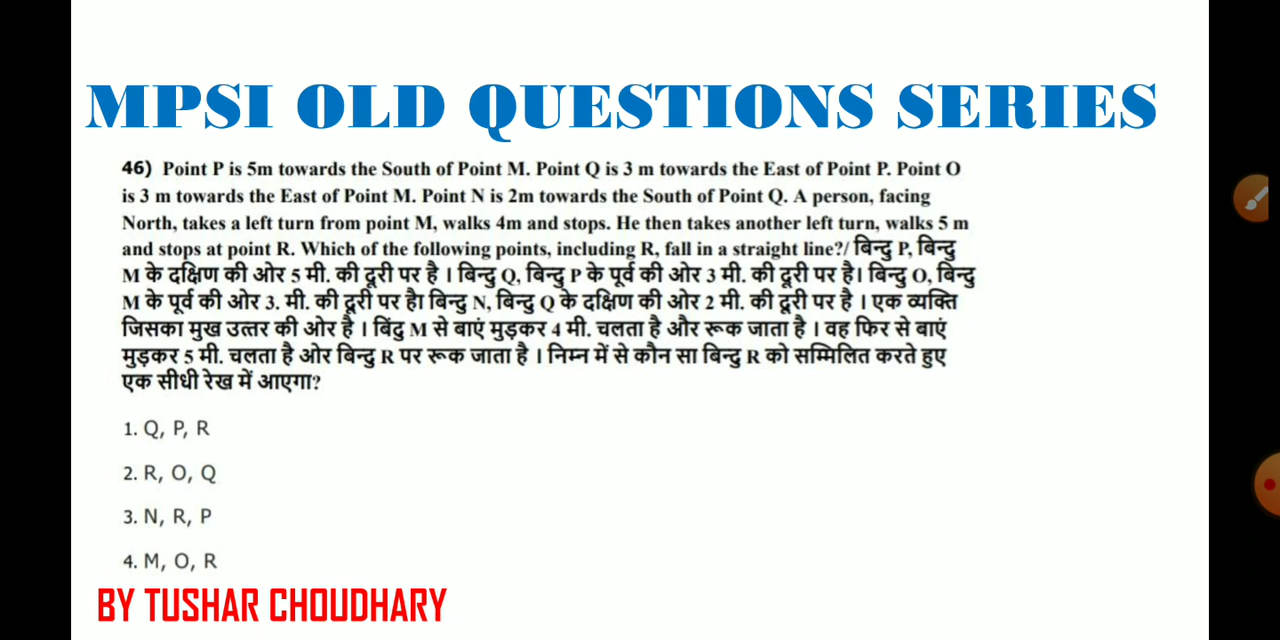 MPSI OLD QUESTIONS SERIES
46) Point P is 5m towards the South of Point M. Point Q is 3 m towards the East of Point P. Point O
is 3 m towards the East of Point M. Point N is 2m towards the South of Point Q. A person, facing
North, takes a left turn from point M, walks 4m and stops. He then takes another left turn, walks 5 m
and stops at point R. Which of the following points, including R, fall in a straight line?/ बिन्दु P, बिन्दु
M के दक्षिण की ओर 5 मी. की दूरी पर है । बिन्दु Q, बिन्दु P के पूर्व की ओर 3 मी. की दूरी पर है। बिन्दु O, बिन्दु
M के पूर्व की ओर 3. मी. की दूरी पर है। बिन्दु N, बिन्दु Q के दक्षिण की ओर 2 मी. की दूरी पर है । एक व्यक्ति
जिसका मुख उत्तर की ओर है । बिंदु M से बाएं मुड़कर 4 मी. चलता है और रूक जाता है । वह फिर से बाएं
मुड़कर 5 मी. चलता है ओर बिन्दु R पर रूक जाता है । निम्न में से कौन सा बिन्दु R को सम्मिलित करते हुए
एक सीधी रेख में आएगा?
1. Q, P, R
2. R, O, Q
3. N, R, P
4. M, O, R
BY TUSHAR CHOUDHARY